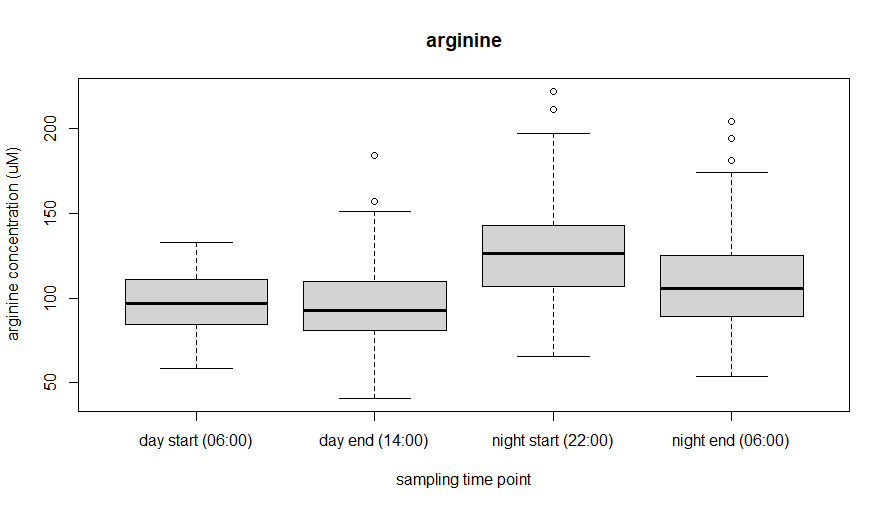 arginine
arginine concentration (uM)
200
150
100
50
day start (06:00) day end (14:00) night start (22:00) night end (06:00)
sampling time point